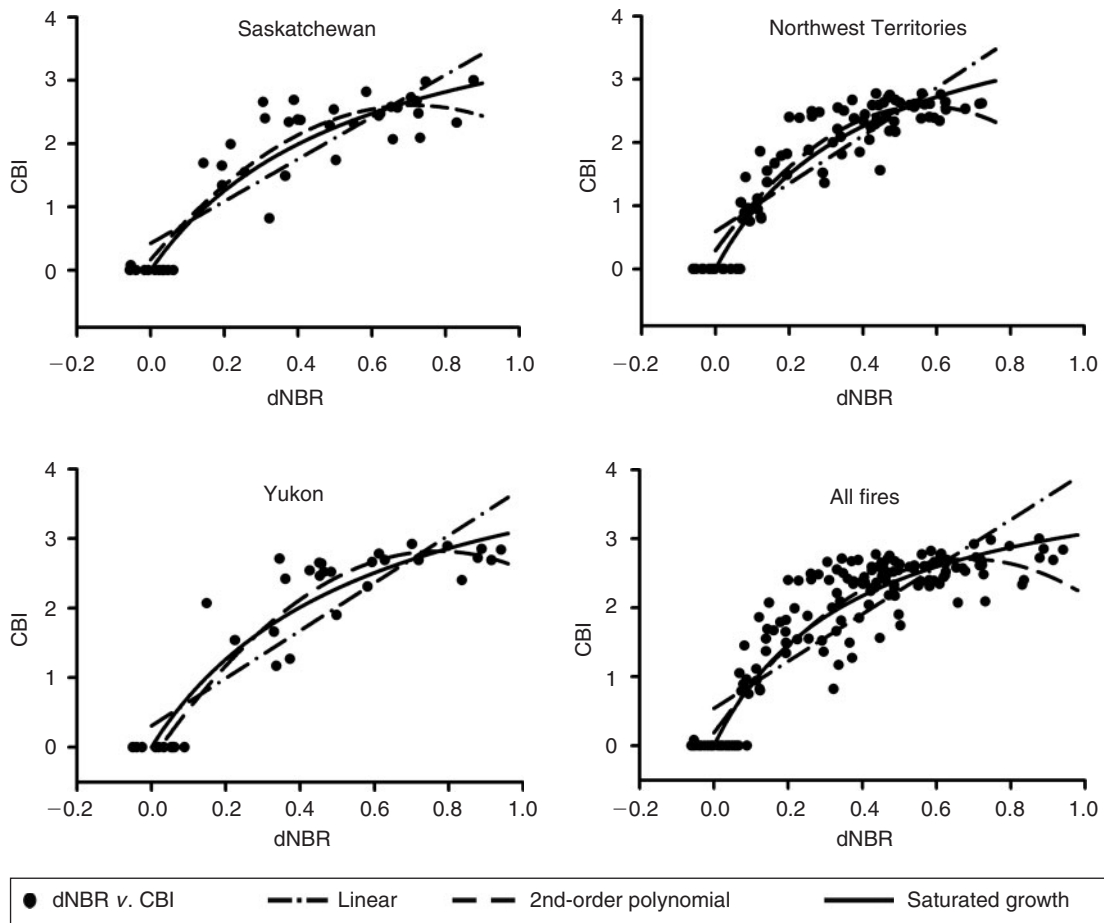 Saskatchewan
4
3
2
1
0
CBI
−0.2 0.0 0.2 0.4 0.6 0.8 1.0
dNBR
Northwest Territories
4
3
2
1
0
CBI
−0.2 0.0 0.2 0.4 0.6 0.8 1.0
dNBR
Yukon
4
3
2
1
0
CBI
−0.2 0.0 0.2 0.4 0.6 0.8 1.0
dNBR
All fires
4
3
2
1
0
CBI
−0.2 0.0 0.2 0.4 0.6 0.8 1.0
dNBR
dNBR v. CBI Linear 2nd-order polynomial Saturated growth